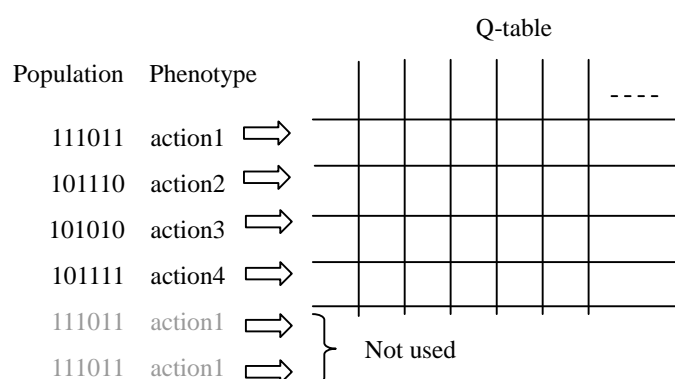 Q-table
Population Phenotype
----
111011 action1
101110 action2
101010 action3
101111 action4
111011 action1
Not used
111011 action1